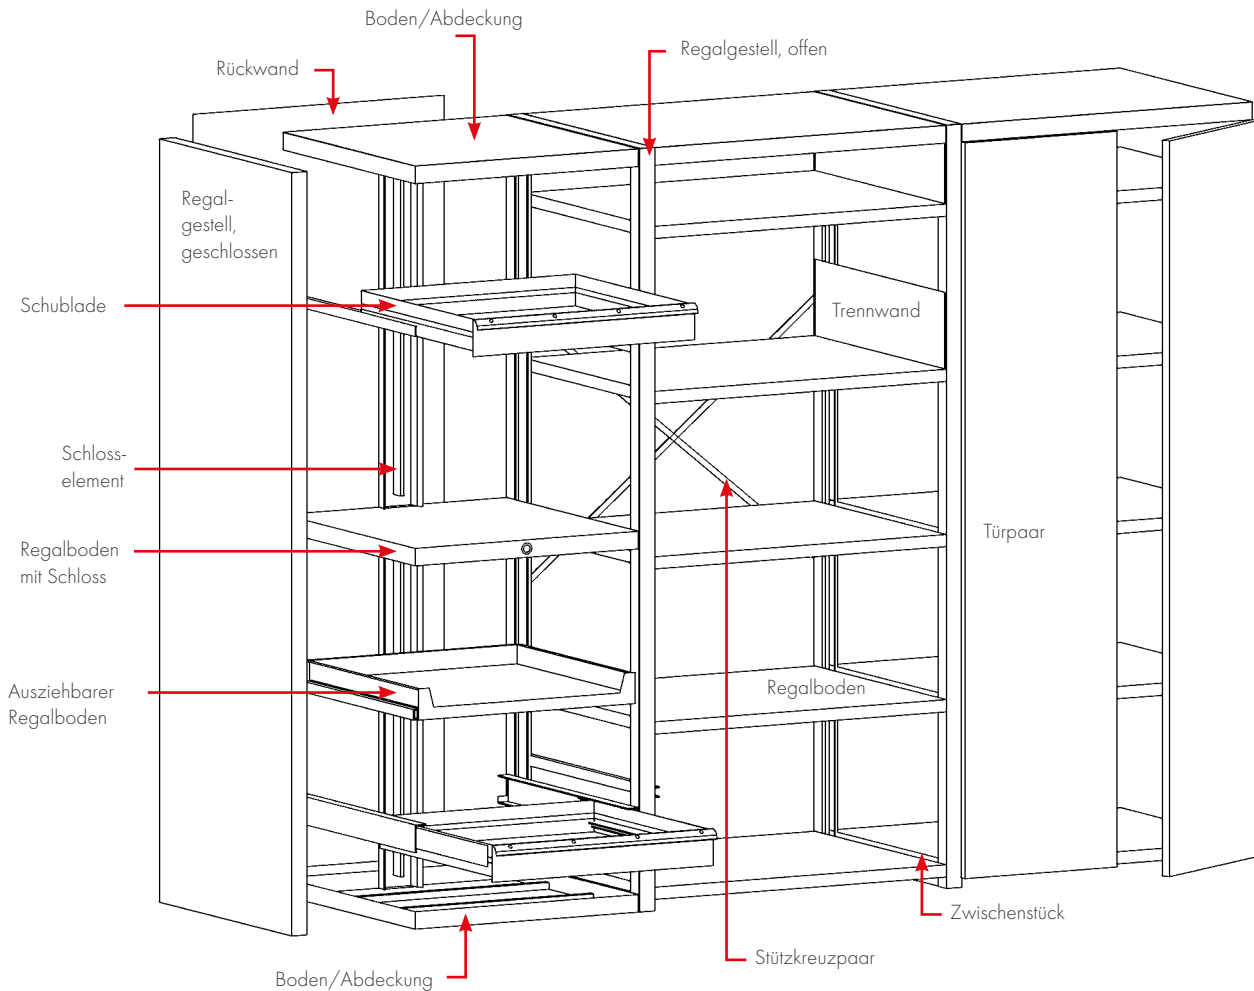 Boden/Abdeckung
Regalgestell, offen
Rückwand
Regal-
gestell,
geschlossen
Schublade
Trennwand
Schloss-
element
Türpaar
Regalboden
mit Schloss
Ausziehbarer
Regalboden
Regalboden
Zwischenstück
Stützkreuzpaar
Boden/Abdeckung